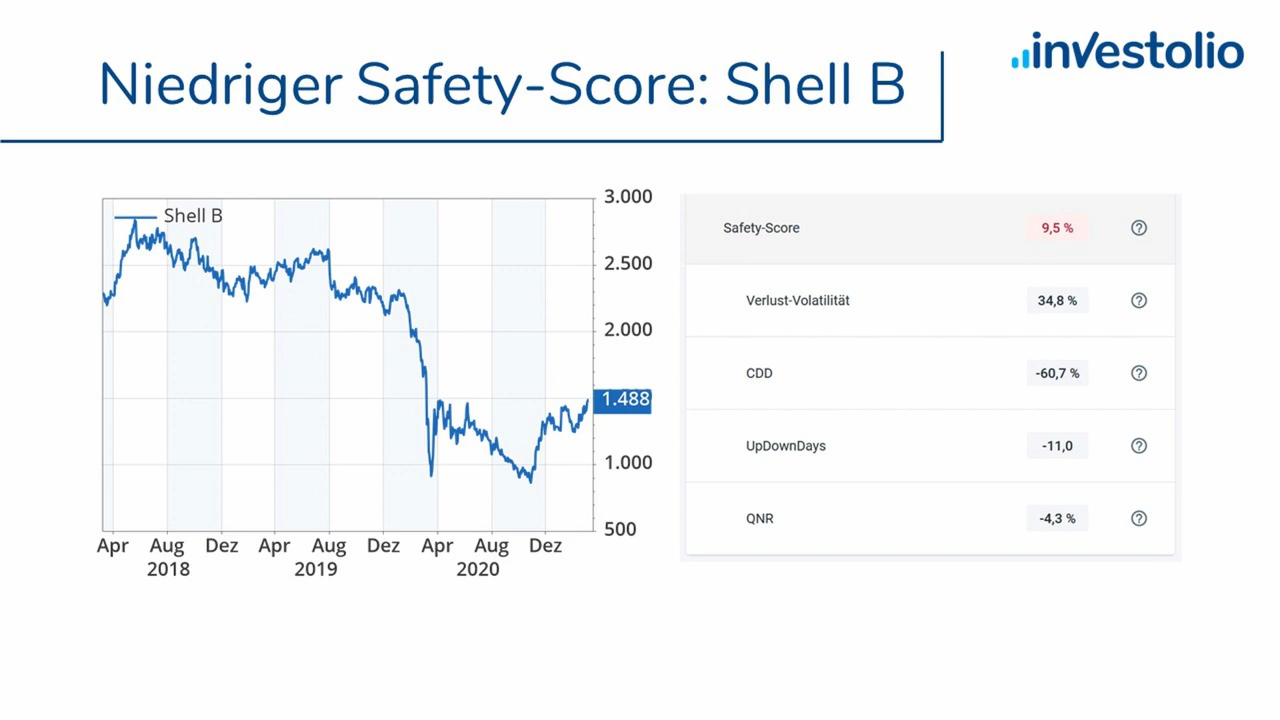 investolio
Niedriger Safety-Score: Shell B
Shell B
3.000
2.500
2.000
1.488
1.000
500
Apr Aug Dez Apr Aug Dez Apr Aug Dez
2018 2019 2020
Safety-Score 9,5 %
Verlust-Volatilität 34,8 %
CDD -60,7 %
UpDownDays -11,0
QNR -4,3 %